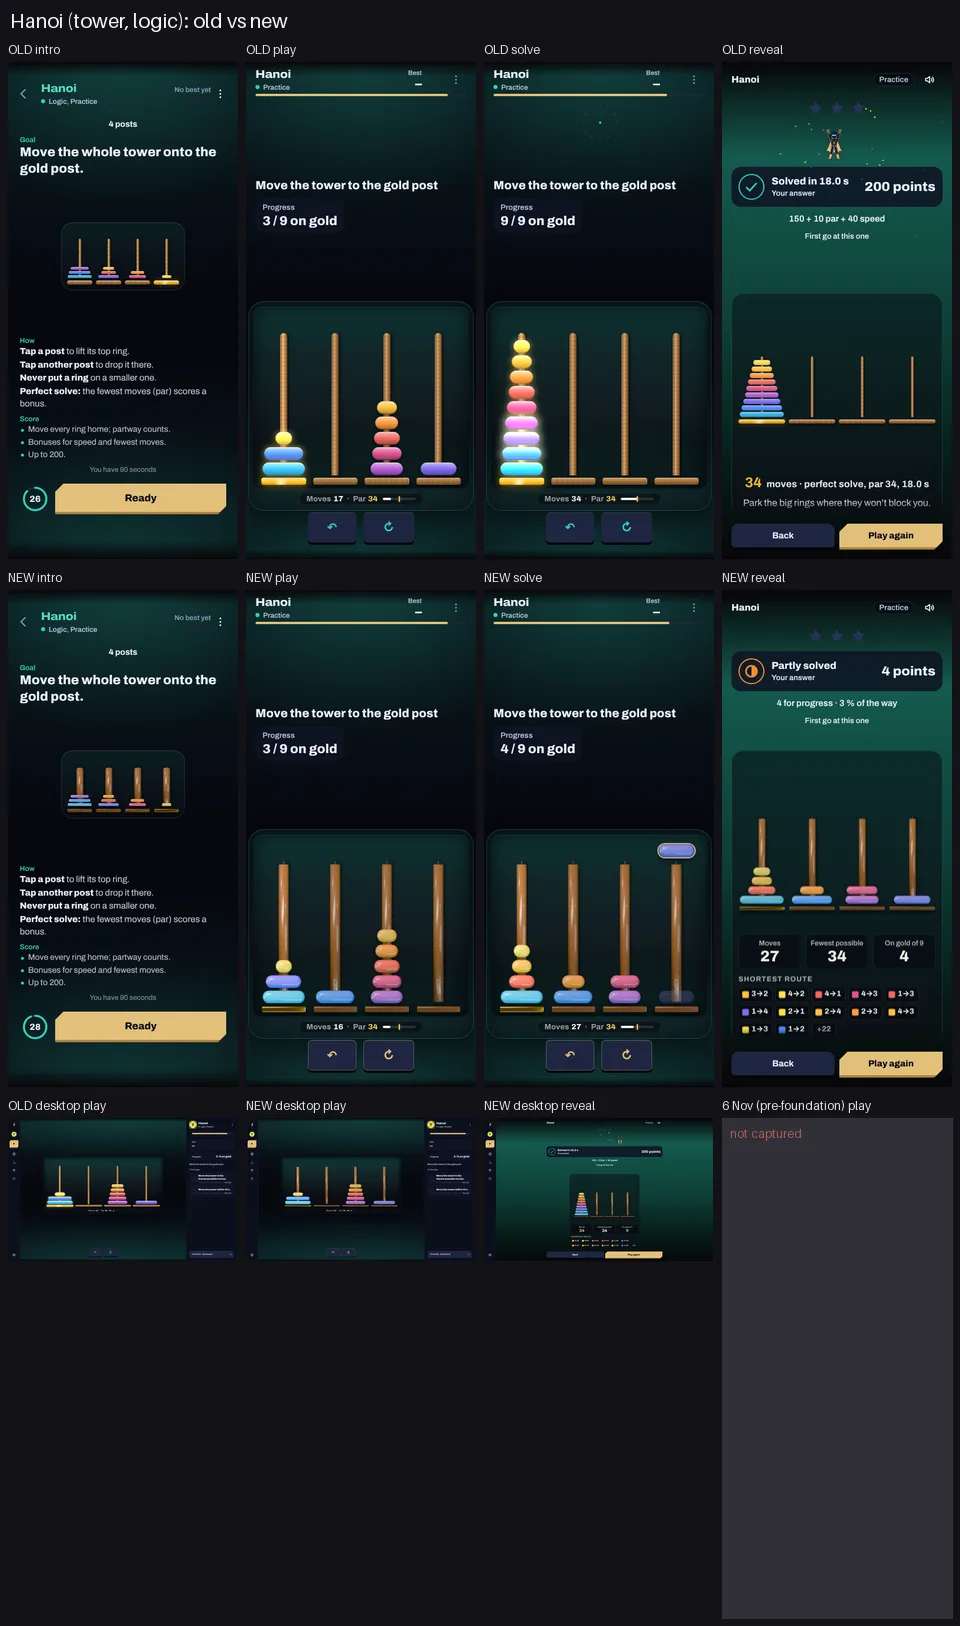 Hanoi (tower, logic): old vs new
OLD intro
OLD play
OLD solve
OLD reveal
Hanoi
Logic, Practice
No best yet
4 posts
Goal
Move the whole tower onto the
gold post.
How
Tap a post to lift its top ring.
Tap another post to drop it there.
Never put a ring on a smaller one.
Perfect solve: the fewest moves (par) scores a
bonus.
Score
Move every ring home; partway counts.
Bonuses for speed and fewest moves.
Up to 200.
You have 90 seconds
26
Ready
Hanoi
Practice
Best
–
Move the tower to the gold post
Progress
3 / 9 on gold
Moves 17 · Par 34
Hanoi
Practice
Best
–
Move the tower to the gold post
Progress
9 / 9 on gold
Moves 34 · Par 34
Hanoi
Practice
Solved in 18.0 s
Your answer
200 points
150 + 10 par + 40 speed
First go at this one
34 moves · perfect solve, par 34, 18.0 s
Park the big rings where they won't block you.
Back
Play again
NEW intro
NEW play
NEW solve
NEW reveal
Hanoi
Logic, Practice
No best yet
4 posts
Goal
Move the whole tower onto the
gold post.
How
Tap a post to lift its top ring.
Tap another post to drop it there.
Never put a ring on a smaller one.
Perfect solve: the fewest moves (par) scores a
bonus.
Score
Move every ring home; partway counts.
Bonuses for speed and fewest moves.
Up to 200.
You have 90 seconds
28
Ready
Hanoi
Practice
Best
–
Move the tower to the gold post
Progress
3 / 9 on gold
Moves 16 · Par 34
Hanoi
Practice
Best
–
Move the tower to the gold post
Progress
4 / 9 on gold
Moves 27 · Par 34
Hanoi
Practice
Partly solved
Your answer
4 points
4 for progress · 3 % of the way
First go at this one
Moves
27
Fewest possible
34
On gold of 9
4
SHORTEST ROUTE
3→2 4→2 4→1 4→3 1→3
1→4 2→1 2→4 2→3 4→3
1→3 1→2 +22
Back
Play again
OLD desktop play
NEW desktop play
NEW desktop reveal
6 Nov (pre-foundation) play
Hanoi
Hanoi
not captured